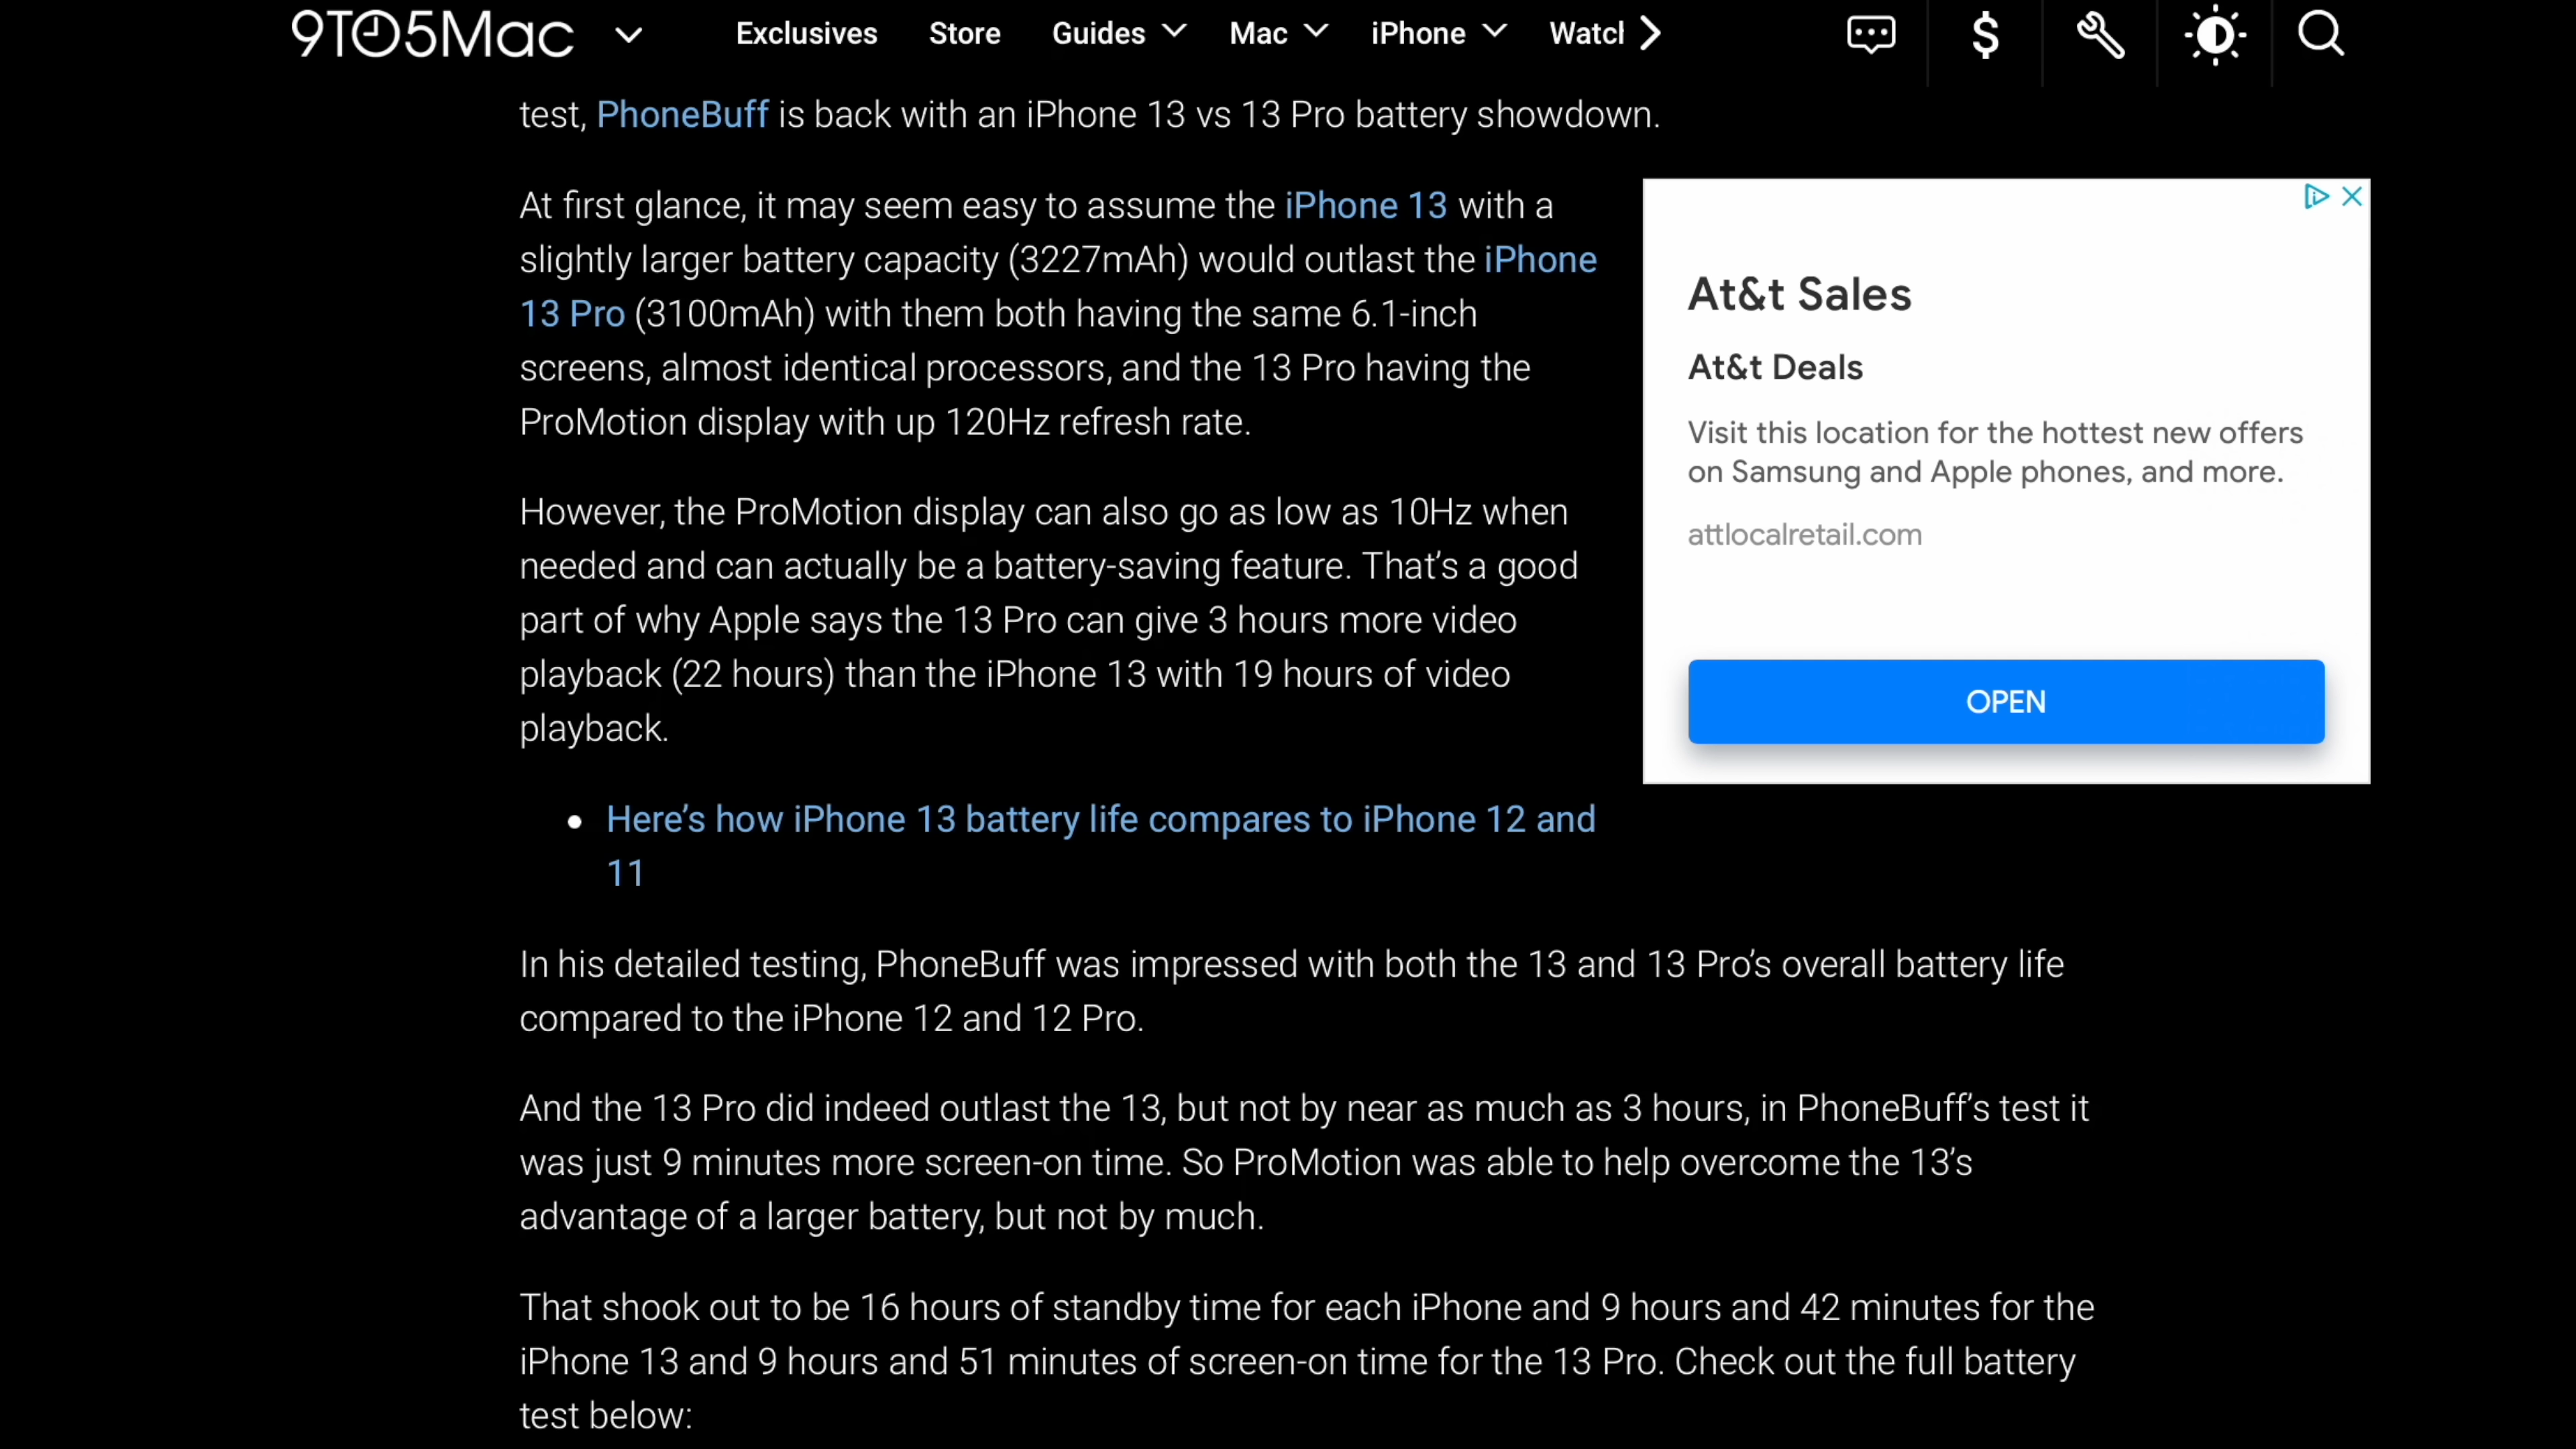 9TO5Mac
Exclusives Store Guides Mac iPhone Watch
test, PhoneBuff is back with an iPhone 13 vs 13 Pro battery showdown.
At first glance, it may seem easy to assume the iPhone 13 with a
slightly larger battery capacity (3227mAh) would outlast the iPhone
13 Pro (3100mAh) with them both having the same 6.1-inch
screens, almost identical processors, and the 13 Pro having the
ProMotion display with up 120Hz refresh rate.
However, the ProMotion display can also go as low as 10Hz when
needed and can actually be a battery-saving feature. That’s a good
part of why Apple says the 13 Pro can give 3 hours more video
playback (22 hours) than the iPhone 13 with 19 hours of video
playback.
At&t Sales
At&t Deals
Visit this location for the hottest new offers
on Samsung and Apple phones, and more.
attlocalretail.com
OPEN
• Here’s how iPhone 13 battery life compares to iPhone 12 and
11
In his detailed testing, PhoneBuff was impressed with both the 13 and 13 Pro’s overall battery life
compared to the iPhone 12 and 12 Pro.
And the 13 Pro did indeed outlast the 13, but not by near as much as 3 hours, in PhoneBuff’s test it
was just 9 minutes more screen-on time. So ProMotion was able to help overcome the 13’s
advantage of a larger battery, but not by much.
That shook out to be 16 hours of standby time for each iPhone and 9 hours and 42 minutes for the
iPhone 13 and 9 hours and 51 minutes of screen-on time for the 13 Pro. Check out the full battery
test below: